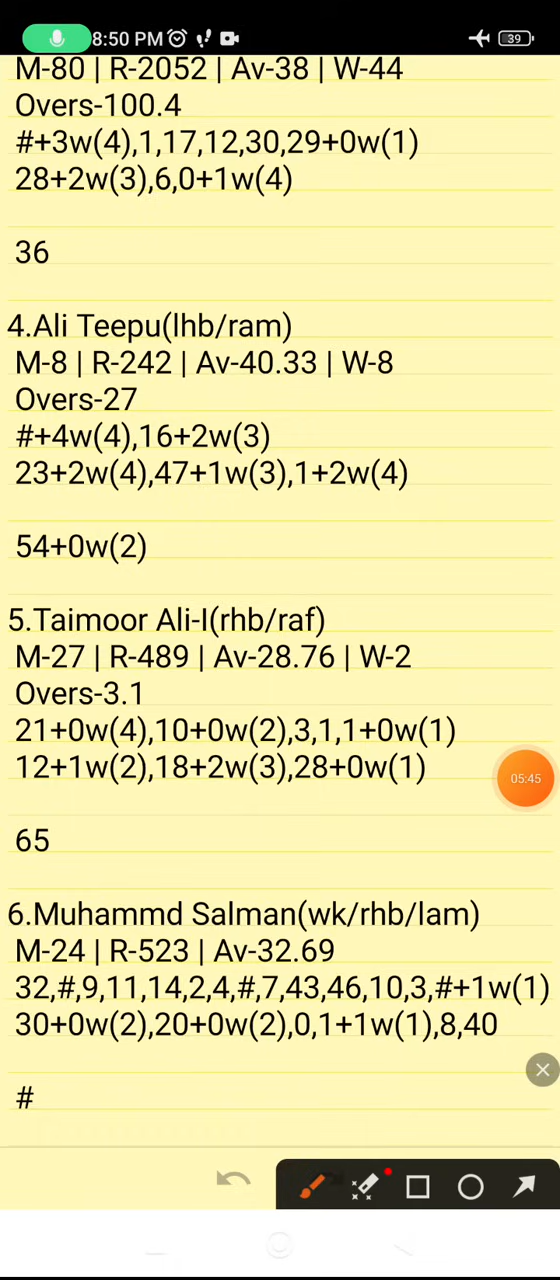 8:50 PM
39
M-80 | R-2052 | Av-38 | W-44
Overs-100.4
#+3w(4),1,17,12,30,29+0w(1)
28+2w(3),6,0+1w(4)
36
4.Ali Teepu(lhb/ram)
M-8 | R-242 | Av-40.33 | W-8
Overs-27
#+4w(4),16+2w(3)
23+2w(4),47+1w(3),1+2w(4)
54+0w(2)
5.Taimoor Ali-I(rhb/raf)
M-27 | R-489 | Av-28.76 | W-2
Overs-3.1
21+0w(4),10+0w(2),3,1,1+0w(1)
12+1w(2),18+2w(3),28+0w(1)
05:45
65
6.Muhammd Salman(wk/rhb/lam)
M-24 | R-523 | Av-32.69
32,#,9,11,14,2,4,#,7,43,46,10,3,#+1w(1)
30+0w(2),20+0w(2),0,1+1w(1),8,40
#